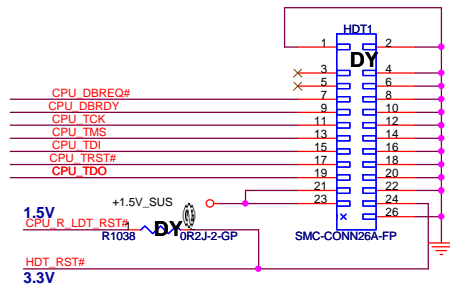 HDT1
1 2
DY
3 4
5 6
CPU_DBREQ# 7 8
CPU_DBRDY 9 10
CPU_TCK 11 12
CPU_TMS 13 14
CPU_TDI 15 16
CPU_TRST# 17 18
CPU_TDO 19 20
21 22
+1.5V_SUS 23 24
26
1.5V
CPU_R_LDT_RST# DY
R1038 0R2J-2-GP SMC-CONN26A-FP
HDT_RST#
3.3V